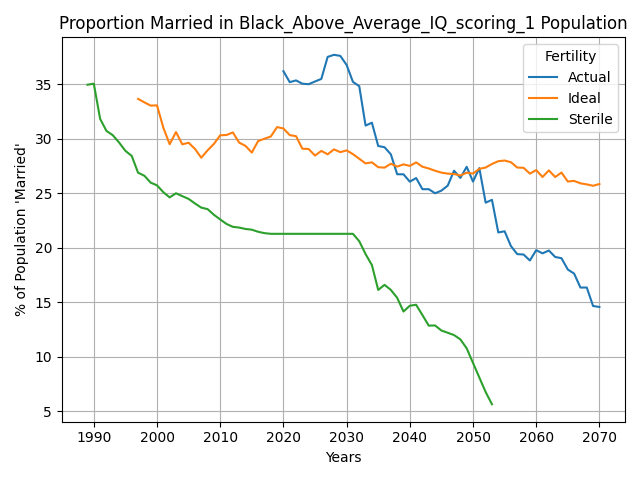 Proportion Married in Black_Above_Average_IQ_scoring_1 Population
Fertility
Actual
Ideal
Sterile
% of Population 'Married'
35
30
25
20
15
10
5
1990 2000 2010 2020 2030 2040 2050 2060 2070
Years